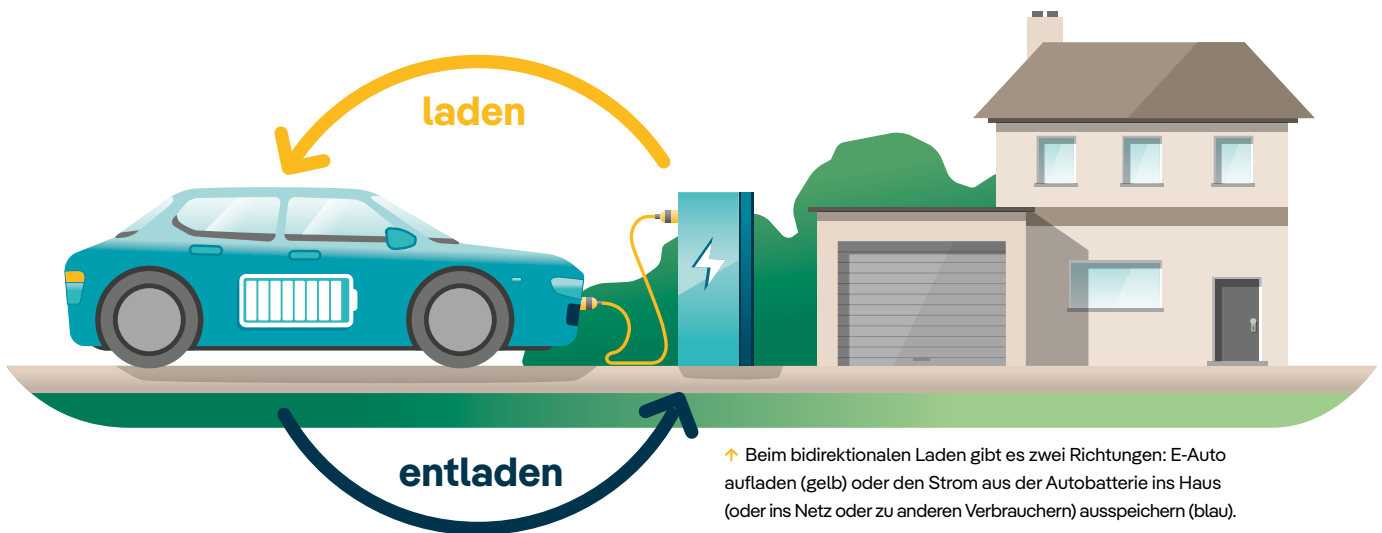 laden
entladen
↑ Beim bidirektionalen Laden gibt es zwei Richtungen: E-Auto
aufladen (gelb) oder den Strom aus der Autobatterie ins Haus
(oder ins Netz oder zu anderen Verbrauchern) ausspeichern (blau).